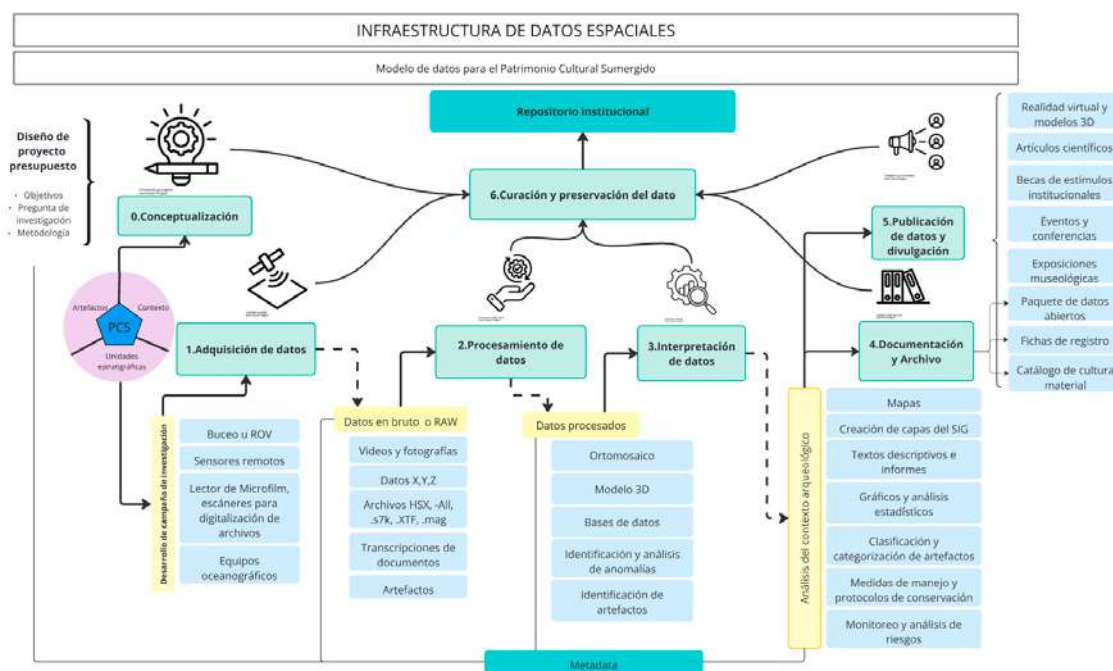 INFRAESTRUCTURA DE DATOS ESPACIALES
Modelo de datos para el Patrimonio Cultural Sumergido
Repositorio institucional
Diseño de
proyecto
presupuesto
· Objetivos
· Pregunta de
investigación
· Metodología
0.Conceptualización
6.Curación y preservación del dato
Artefactos
Contexto
PCS
Unidades
estratigráficas
1.Adquisición de datos
2.Procesamiento de
datos
3.Interpretación
de datos
4.Documentación
y Archivo
5.Publicación
de datos y
divulgación
Desarrollo de campaña de investigación
Buceo u ROV
Sensores remotos
Lector de Microfilm,
escáneres para
digitalización de
archivos
Equipos
oceanográficos
Datos en bruto o RAW
Videos y fotografías
Datos X,Y,Z
Archivos HSX, -All,
.s7k, .XTF, .mag
Transcripciones de
documentos
Artefactos
Datos procesados
Ortomosaico
Modelo 3D
Bases de datos
Identificación y análisis
de anomalías
Identificación de
artefactos
Análisis del contexto arqueológico
Mapas
Creación de capas del SIG
Textos descriptivos e
informes
Gráficos y análisis
estadísticos
Clasificación y
categorización de artefactos
Medidas de manejo y
protocolos de conservación
Monitoreo y análisis de
riesgos
Realidad virtual y
modelos 3D
Artículos científicos
Becas de estímulos
institucionales
Eventos y
conferencias
Exposiciones
museológicas
Paquete de datos
abiertos
Fichas de registro
Catálogo de cultura
material
Metadata